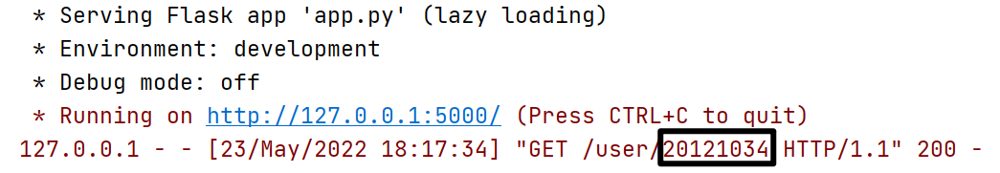 * Serving Flask app 'app.py' (lazy loading)
* Environment: development
* Debug mode: off
* Running on http://127.0.0.1:5000/ (Press CTRL+C to quit)
127.0.0.1 - - [23/May/2022 18:17:34] "GET /user/20121034 HTTP/1.1" 200 -